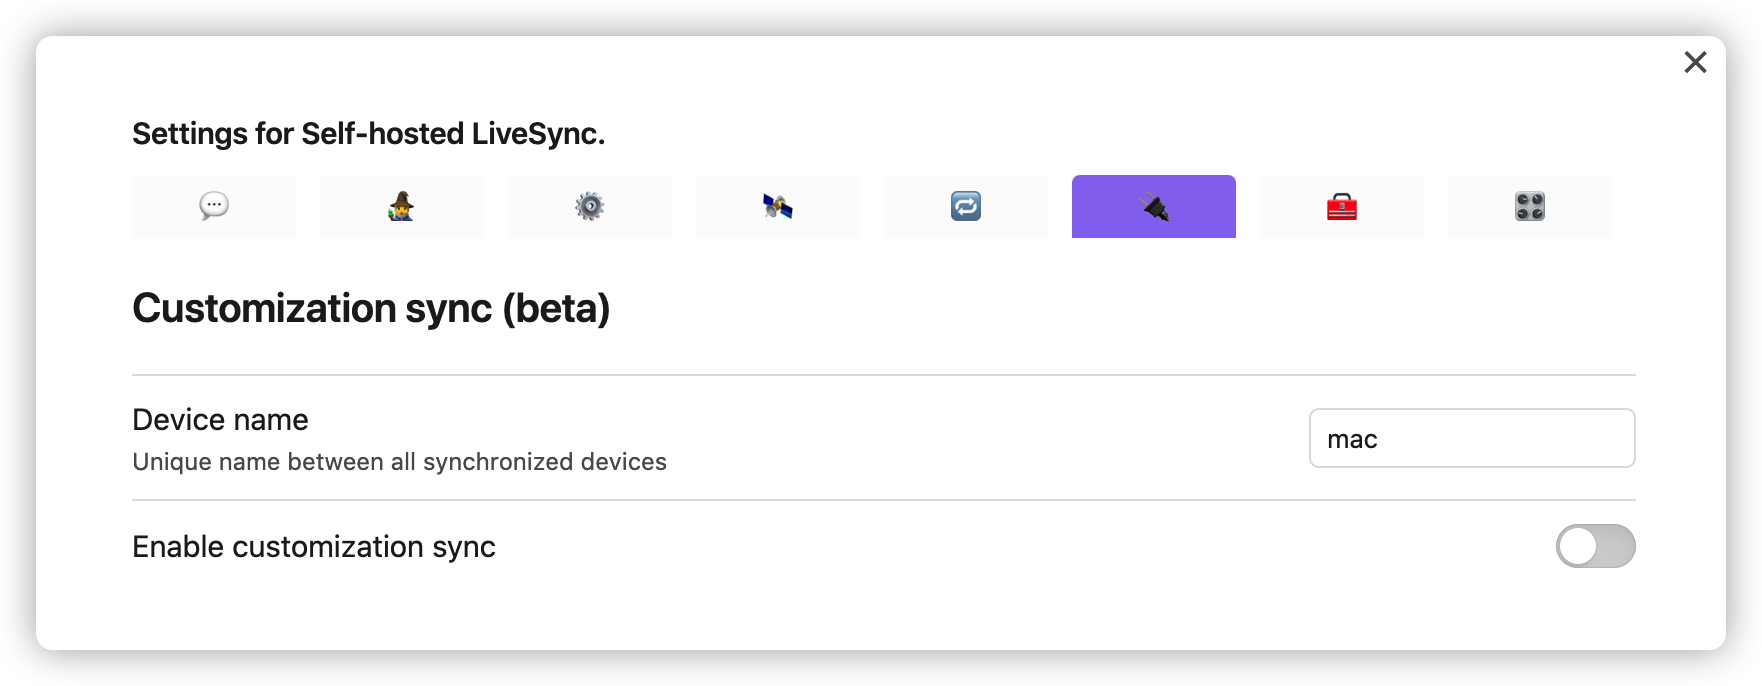 Settings for Self-hosted LiveSync.
Customization sync (beta)
Device name
mac
Unique name between all synchronized devices
Enable customization sync